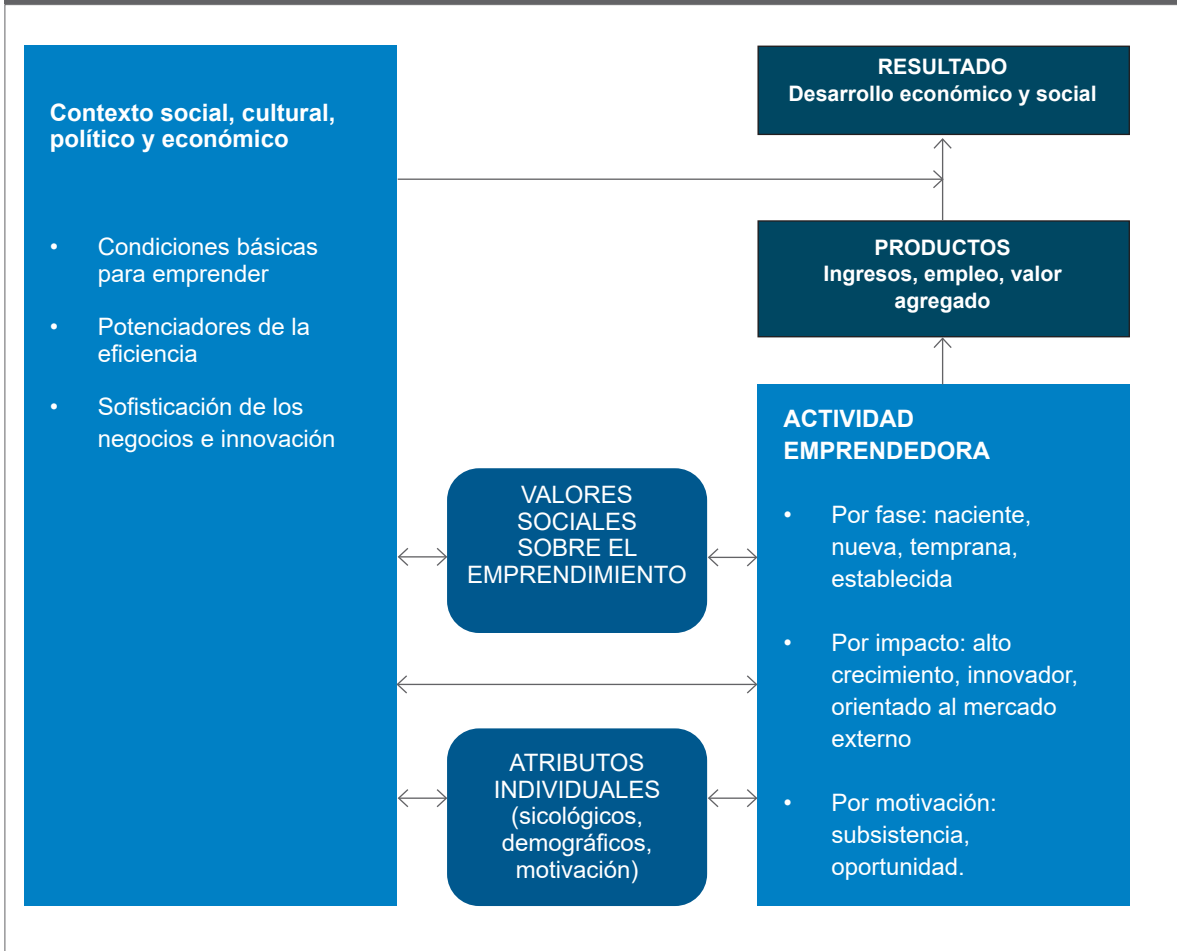 Contexto social, cultural,
político y económico
• Condiciones básicas
para emprender
• Potenciadores de la
eficiencia
• Sofisticación de los
negocios e innovación
RESULTADO
Desarrollo económico y social
PRODUCTOS
Ingresos, empleo, valor
agregado
VALORES
SOCIALES
SOBRE EL
EMPRENDIMIENTO
ATRIBUTOS
INDIVIDUALES
(sicológicos,
demográficos,
motivación)
ACTIVIDAD
EMPRENDEDORA
• Por fase: naciente,
nueva, temprana,
establecida
• Por impacto: alto
crecimiento, innovador,
orientado al mercado
externo
• Por motivación:
subsistencia,
oportunidad.